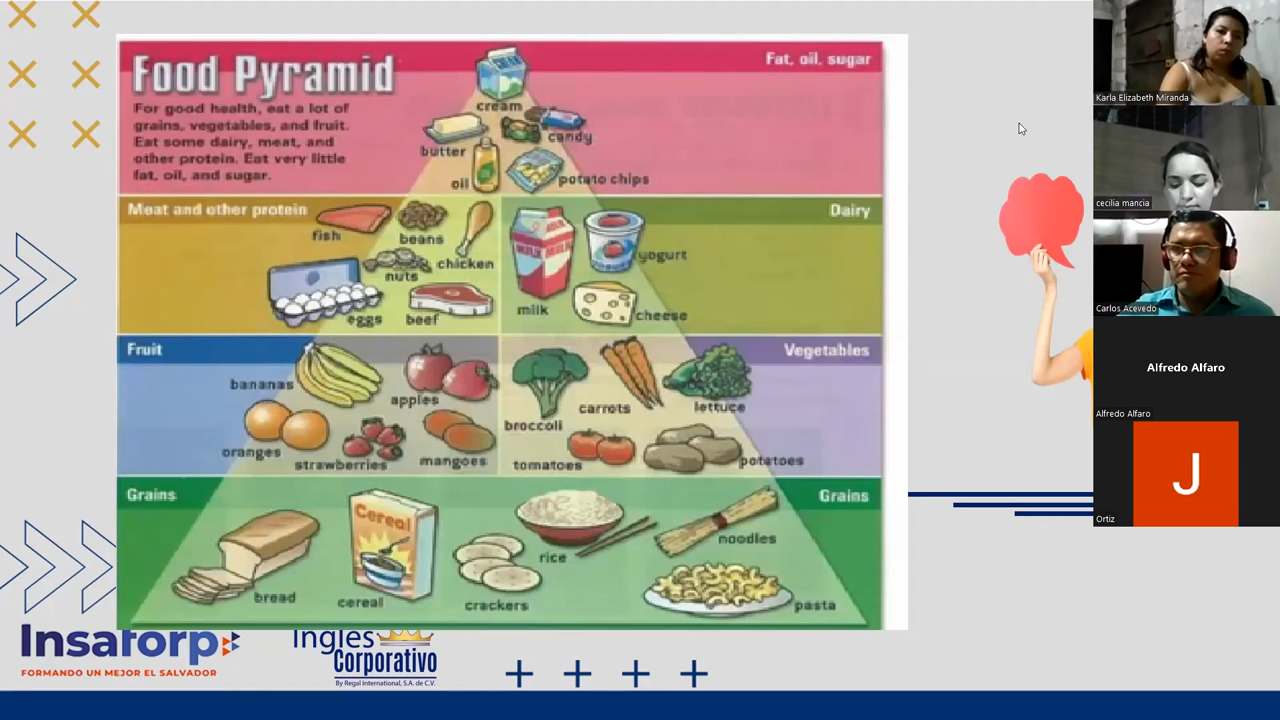 Food Pyramid
Fat, oil, sugar
For good health, eat a lot of
grains, vegetables, and fruit.
Eat some dairy, meat, and
other protein. Eat very little
fat, oil, and sugar.
cream
butter
candy
oil
potato chips
Meat and other protein
Dairy
fish
beans
chicken
nuts
eggs
beef
MILK
yogurt
milk
cheese
Fruit
Vegetables
bananas
apples
oranges
strawberries
mangoes
broccoli
carrots
lettuce
tomatoes
potatoes
Grains
Grains
bread
Cereal
cereal
crackers
rice
noodles
pasta
Insaforp
FORMANDO UN MEJOR EL SALVADOR
Ingles
Corporativo
By Regal International, S.A. de C.V.
Karla Elizabeth Miranda
cecilia mancia
Carlos Acevedo
Alfredo Alfaro
Alfredo Alfaro
J
Ortiz